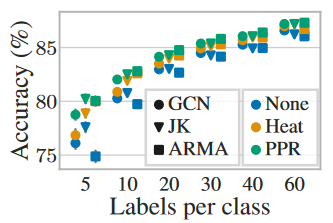 Accuracy (%)
85
80
75
GCN
JK
ARMA
None
Heat
PPR
5 10 20 30 40 60
Labels per class